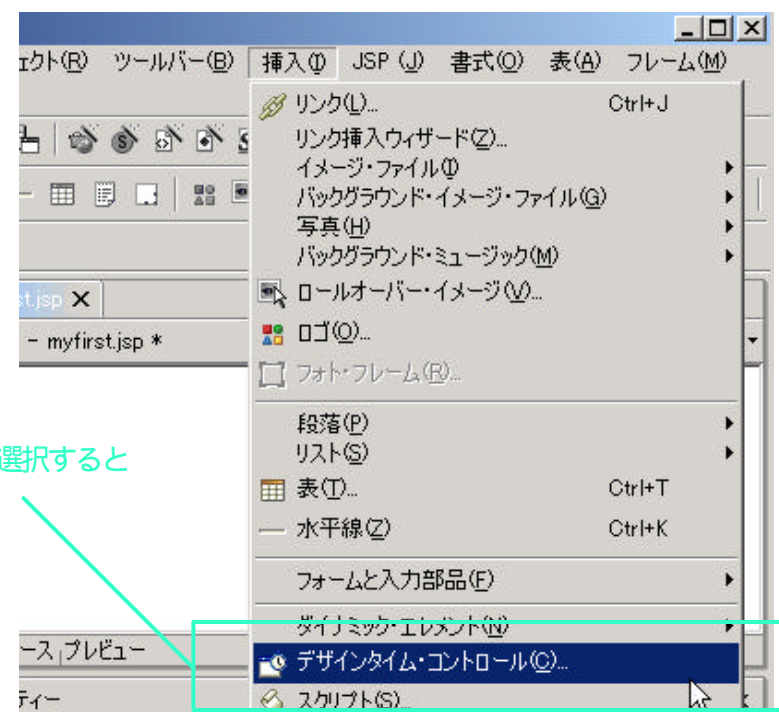 ェクト(R) ツールバー(B) 挿入(I) JSP (J) 書式(O) 表(A) フレーム(M)
リンク(L)... Ctrl+J
リンク挿入ウィザード(Z)...
イメージ・ファイル(I)
バックグラウンド・イメージ・ファイル(G)
写真(H)
バックグラウンド・ミュージック(M)
st.jsp
ロールオーバー・イメージ(V)...
- myfirst.jsp *
ロゴ(O)...
フォト・フレーム(R)...
段落(P)
選択すると
リスト(S)
表(T)... Ctrl+T
水平線(Z) Ctrl+K
フォームと入力部品(F)
ダイナミック・エレメント(N)
ース プレビュー
デザインタイム・コントロール(C)...
ティー
スクリプト(S)...